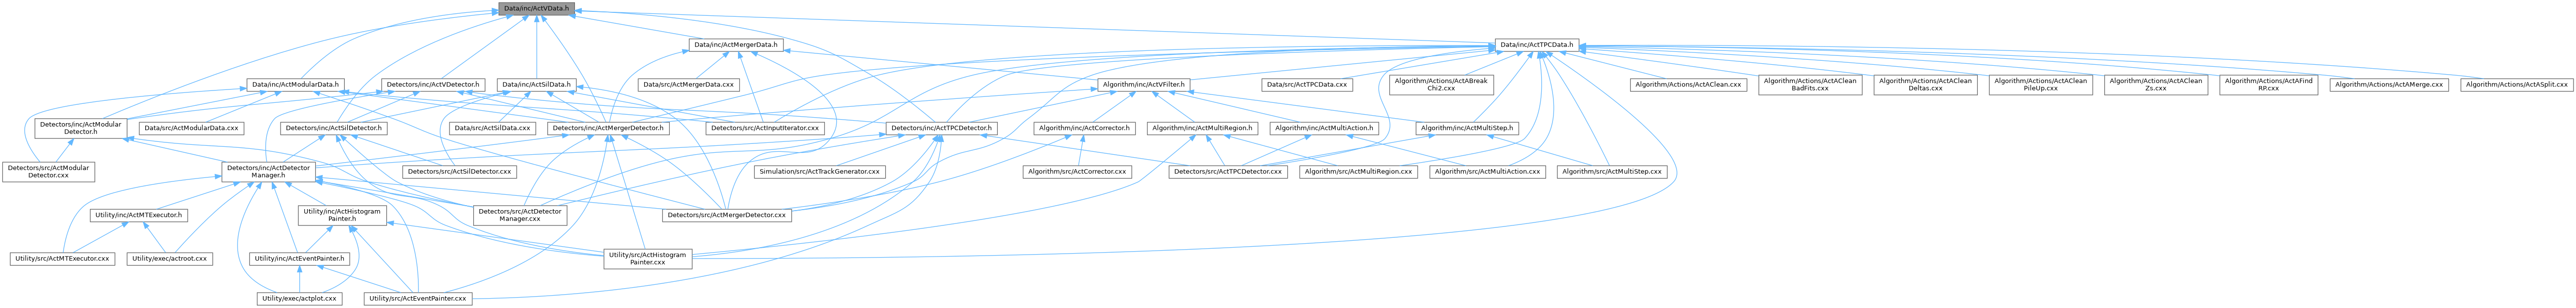 Data/inc/ActVData.h
Data/inc/ActMergerData.h
Data/inc/ActTPCData.h
Data/inc/ActModularData.h
Detectors/inc/ActVDetector.h
Data/inc/ActSilData.h
Data/src/ActMergerData.cxx
Algorithm/inc/ActVFilter.h
Data/src/ActTPCData.cxx
Algorithm/Actions/ActABreak
Chi2.cxx
Algorithm/Actions/ActAClean.cxx
Algorithm/Actions/ActAClean
BadFits.cxx
Algorithm/Actions/ActAClean
Deltas.cxx
Algorithm/Actions/ActAClean
PileUp.cxx
Algorithm/Actions/ActAClean
Zs.cxx
Algorithm/Actions/ActAFind
RP.cxx
Algorithm/Actions/ActAMerge.cxx
Algorithm/Actions/ActASplit.cxx
Detectors/inc/ActModular
Detector.h
Data/src/ActModularData.cxx
Detectors/inc/ActSilDetector.h
Data/src/ActSilData.cxx
Detectors/inc/ActMergerDetector.h
Detectors/src/ActInputIterator.cxx
Detectors/inc/ActTPCDetector.h
Algorithm/inc/ActCorrector.h
Algorithm/inc/ActMultiRegion.h
Algorithm/inc/ActMultiAction.h
Algorithm/inc/ActMultiStep.h
Detectors/src/ActModular
Detector.cxx
Detectors/inc/ActDetector
Manager.h
Detectors/src/ActSilDetector.cxx
Simulation/src/ActTrackGenerator.cxx
Algorithm/src/ActCorrector.cxx
Detectors/src/ActTPCDetector.cxx
Algorithm/src/ActMultiRegion.cxx
Algorithm/src/ActMultiAction.cxx
Algorithm/src/ActMultiStep.cxx
Utility/inc/ActMTExecutor.h
Utility/inc/ActHistogram
Painter.h
Detectors/src/ActDetector
Manager.cxx
Detectors/src/ActMergerDetector.cxx
Utility/src/ActMTExecutor.cxx
Utility/exec/actroot.cxx
Utility/inc/ActEventPainter.h
Utility/src/ActHistogram
Painter.cxx
Utility/exec/actplot.cxx
Utility/src/ActEventPainter.cxx